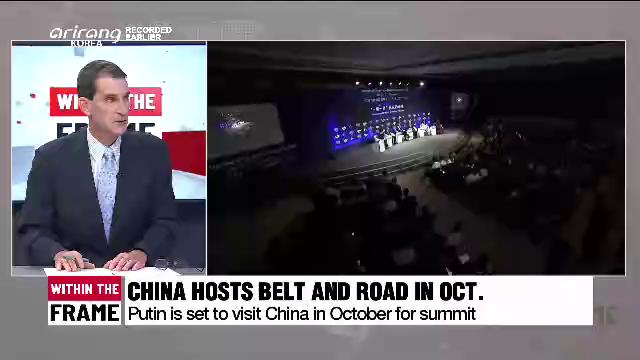 arirang
KOREA
RECORDED
EARLIER
WITHIN THE
FRAME
WITHIN THE
FRAME
CHINA HOSTS BELT AND ROAD IN OCT.
Putin is set to visit China in October for summit